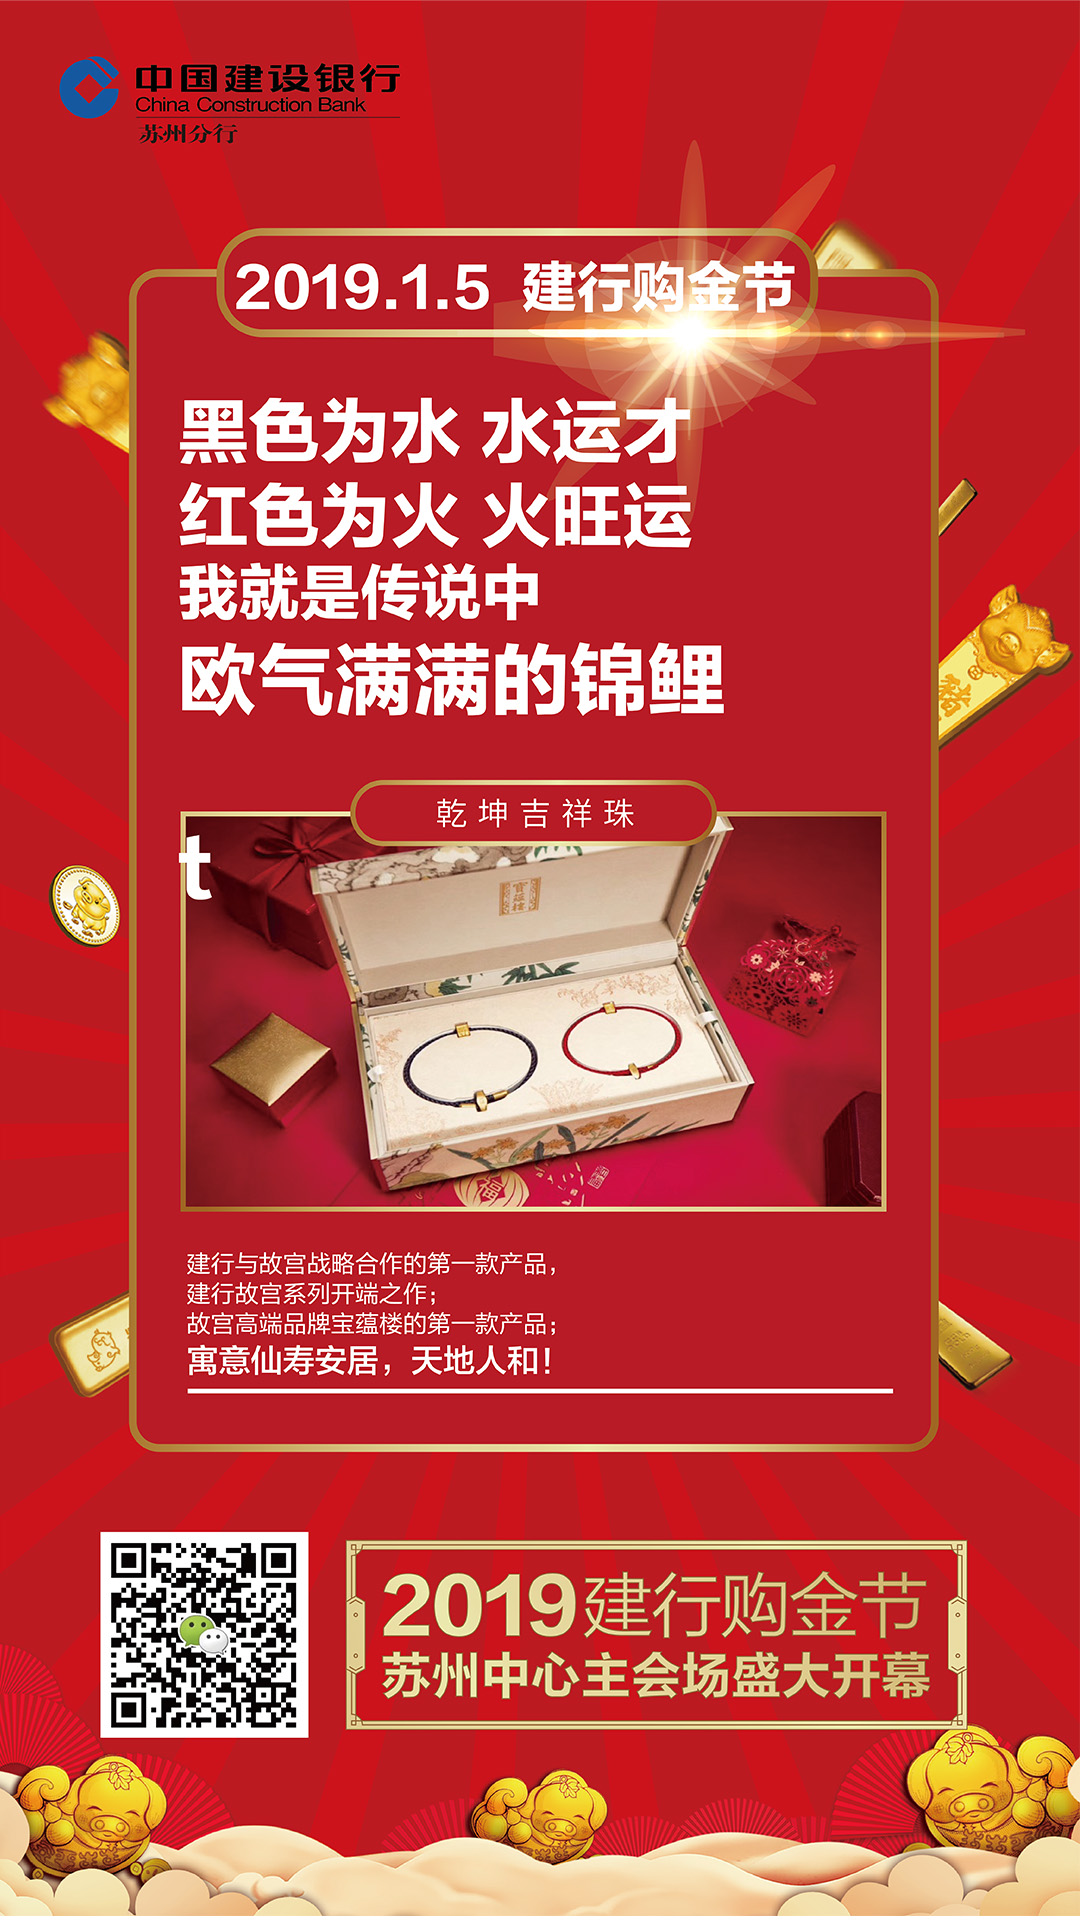 中国建设银行
China Construction Bank
苏州分行
2019.1.5 建行购金节
黑色为水 水运才
红色为火 火旺运
我就是传说中
欧气满满的锦鲤
乾坤吉祥珠
t
寶蘊樓
福
豬
建行与故宫战略合作的第一款产品，
建行故宫系列开端之作；
故宫高端品牌宝蕴楼的第一款产品；
寓意仙寿安居，天地人和！
2019建行购金节
苏州中心主会场盛大开幕